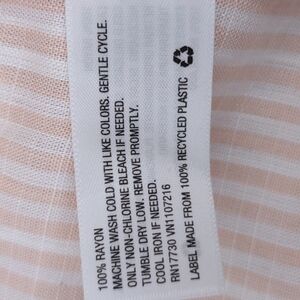 100% RAYON
MACHINE WASH COLD WITH LIKE COLORS. GENTLE CYCLE.
ONLY NON-CHLORINE BLEACH IF NEEDED.
TUMBLE DRY LOW. REMOVE PROMPTLY.
COOL IRON IF NEEDED.
RN17730 VN1107216
LABEL MADE FROM 100% RECYCLED PLASTIC